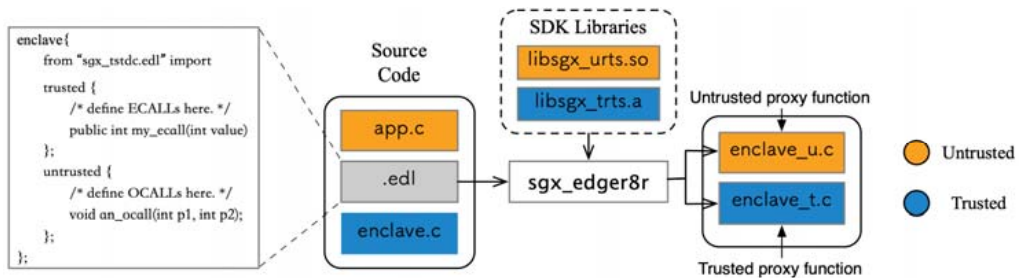 enclave{
from “sgx_tstdc.edl” import
trusted {
/* define ECALLs here. */
public int my_ecall(int value)
};
untrusted {
/* define OCALLs here. */
void an_ocall(int p1, int p2);
};
};
Source
Code
app.c
.edl
enclave.c
SDK Libraries
libsgx_urts.so
libsgx_trts.a
sgx_edger8r
Untrusted proxy function
enclave_u.c
enclave_t.c
Trusted proxy function
Untrusted
Trusted